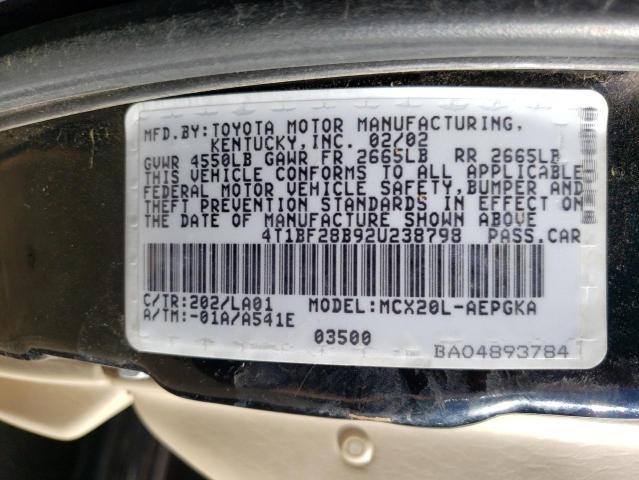 MFD.BY:TOYOTA MOTOR MANUFACTURING,
KENTUCKY,INC. 02/02
GVWR 4550LB GAWR FR 2665LB RR 2665LB
THIS VEHICLE CONFORMS TO ALL APPLICABLE
FEDERAL MOTOR VEHICLE SAFETY,BUMPER AND
THEFT PREVENTION STANDARDS IN EFFECT ON
THE DATE OF MANUFACTURE SHOWN ABOVE
4T1BF28B92U238798 PASS.CAR
C/TR:202/LA01 MODEL:MCX20L-AEPGKA
A/TM:-01A/A541E
03500
BA04893784